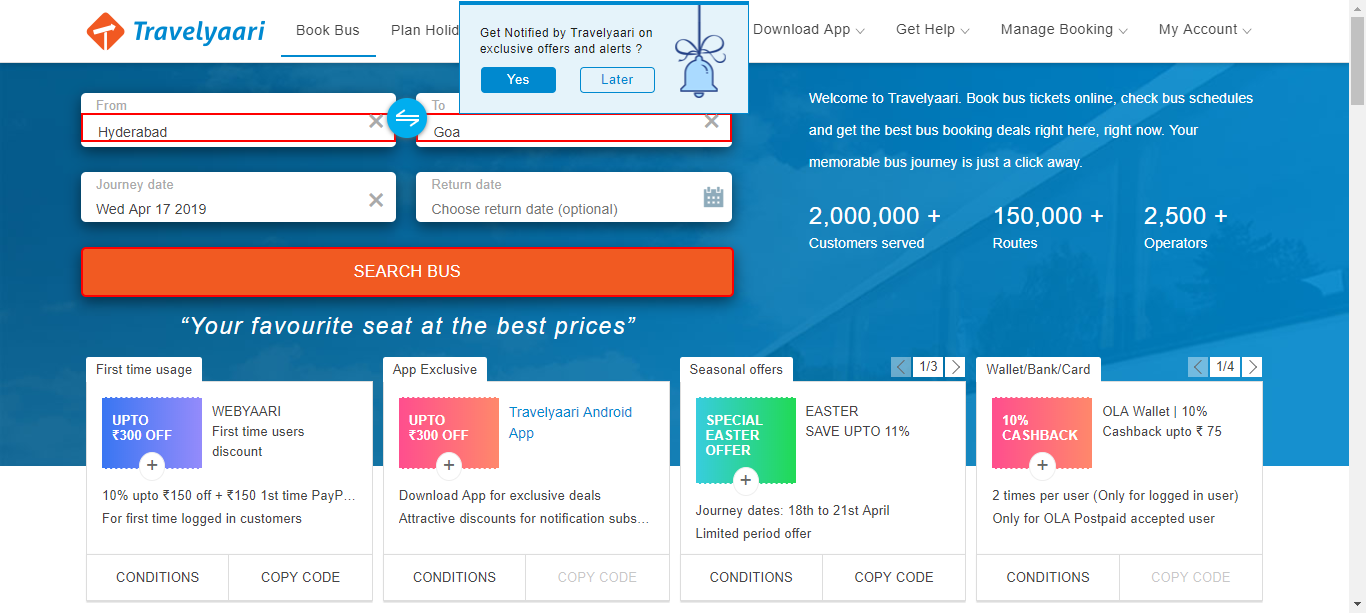 Travelyaari
Book Bus
Plan Holid
Get Notified by Travelyaari on
exclusive offers and alerts ?
Yes
Later
Download App
Get Help
Manage Booking
My Account
From
Hyderabad
To
Goa
Journey date
Wed Apr 17 2019
Return date
Choose return date (optional)
SEARCH BUS
“Your favourite seat at the best prices”
Welcome to Travelyaari. Book bus tickets online, check bus schedules
and get the best bus booking deals right here, right now. Your
memorable bus journey is just a click away.
2,000,000 +
Customers served
150,000 +
Routes
2,500 +
Operators
First time usage
UPTO
₹300 OFF
WEBYAARI
First time users
discount
10% upto ₹150 off + ₹150 1st time PayP...
For first time logged in customers
CONDITIONS
COPY CODE
App Exclusive
UPTO
₹300 OFF
Travelyaari Android
App
Download App for exclusive deals
Attractive discounts for notification subs...
CONDITIONS
COPY CODE
Seasonal offers
1/3
SPECIAL
EASTER
OFFER
EASTER
SAVE UPTO 11%
Journey dates: 18th to 21st April
Limited period offer
CONDITIONS
COPY CODE
Wallet/Bank/Card
1/4
10%
CASHBACK
OLA Wallet | 10%
Cashback upto ₹ 75
2 times per user (Only for logged in user)
Only for OLA Postpaid accepted user
CONDITIONS
COPY CODE